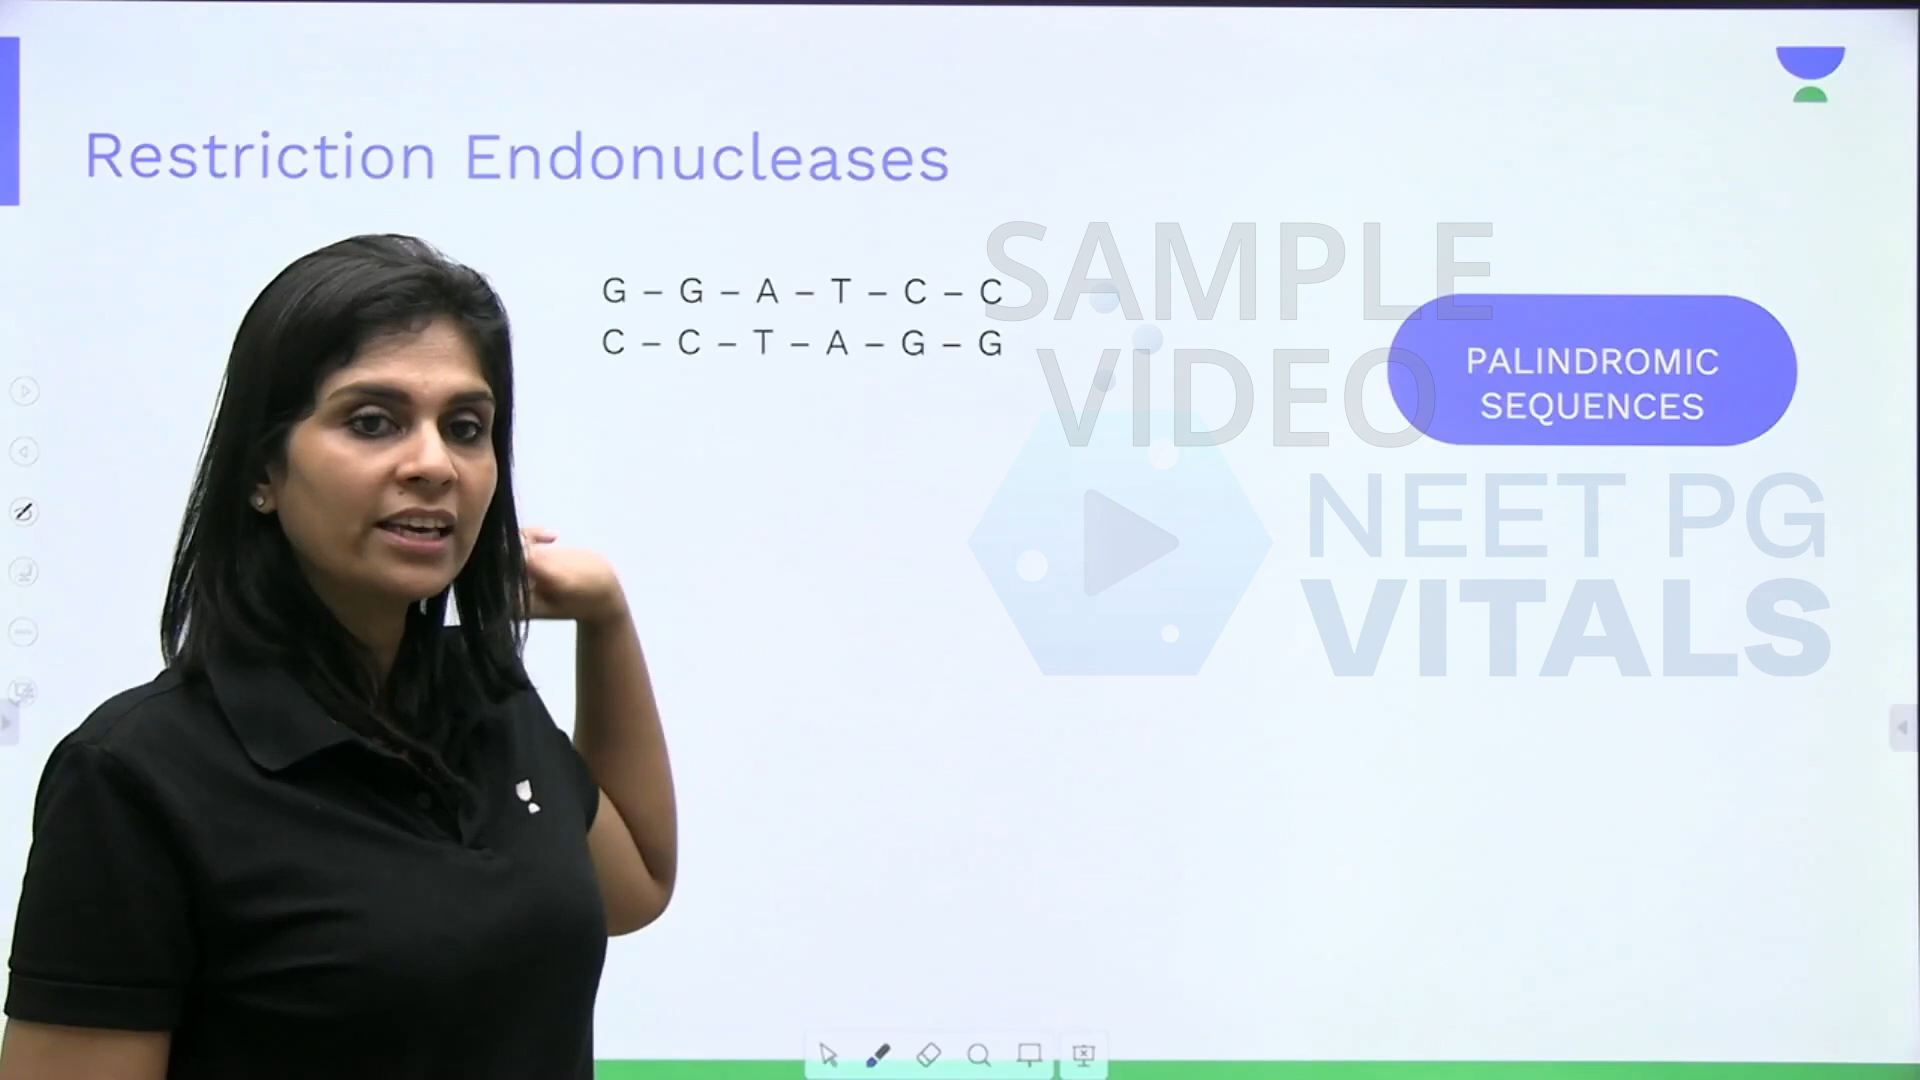 Restriction Endonucleases
G – G – A – T – C – C
C – C – T – A – G – G
SAMPLE
VIDEO
PALINDROMIC
SEQUENCES
NEET PG
VITALS